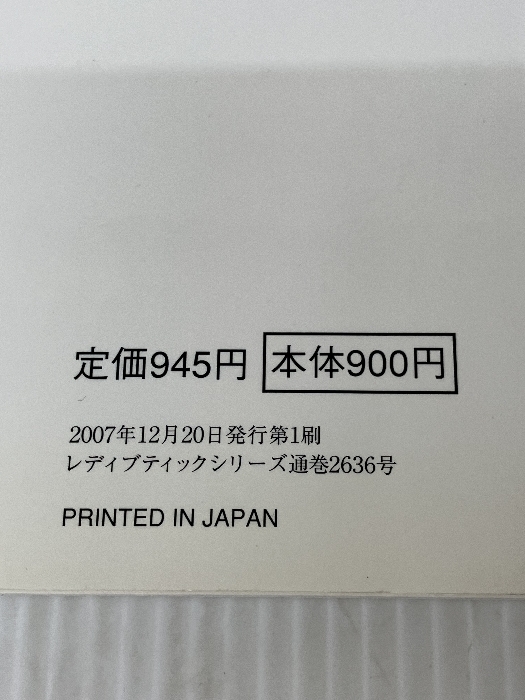 定価945円 本体900円
2007年12月20日発行第1刷
レディブティックシリーズ通巻2636号
PRINTED IN JAPAN